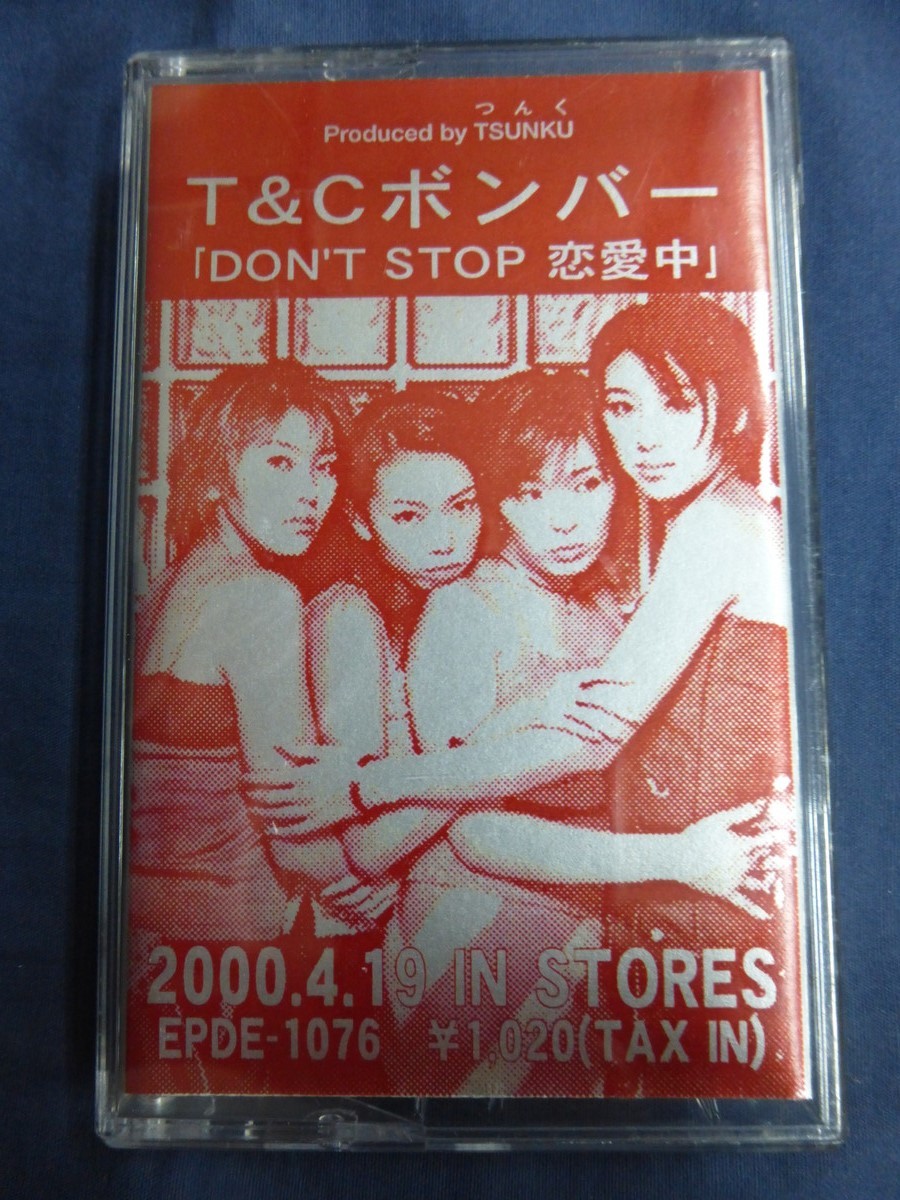 つんく
Produced by TSUNKU
T&Cボンバー
「DON'T STOP 恋愛中」
2000.4.19 IN STORES
EPDE-1076 ¥1,020(TAX IN)